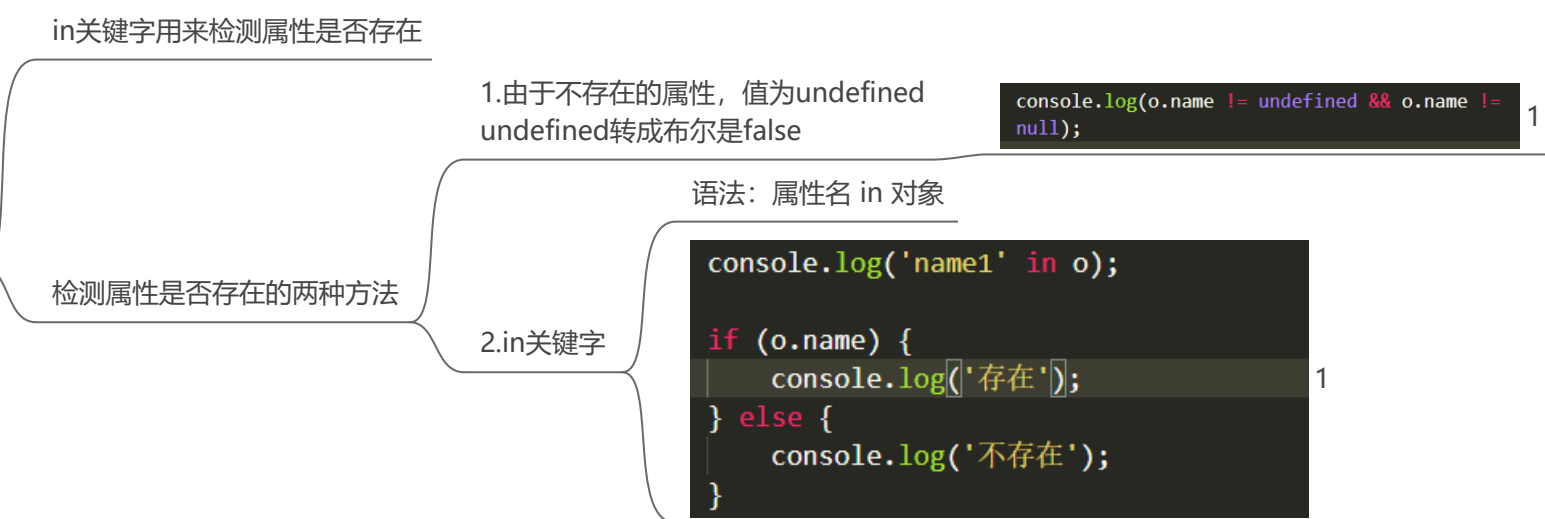 in关键字用来检测属性是否存在
1.由于不存在的属性，值为undefined
undefined转成布尔是false
console.log(o.name != undefined && o.name !=
null);
1
检测属性是否存在的两种方法
2.in关键字
语法：属性名 in 对象
console.log('name1' in o);
if (o.name) {
console.log('存在');
} else {
console.log('不存在');
}
1